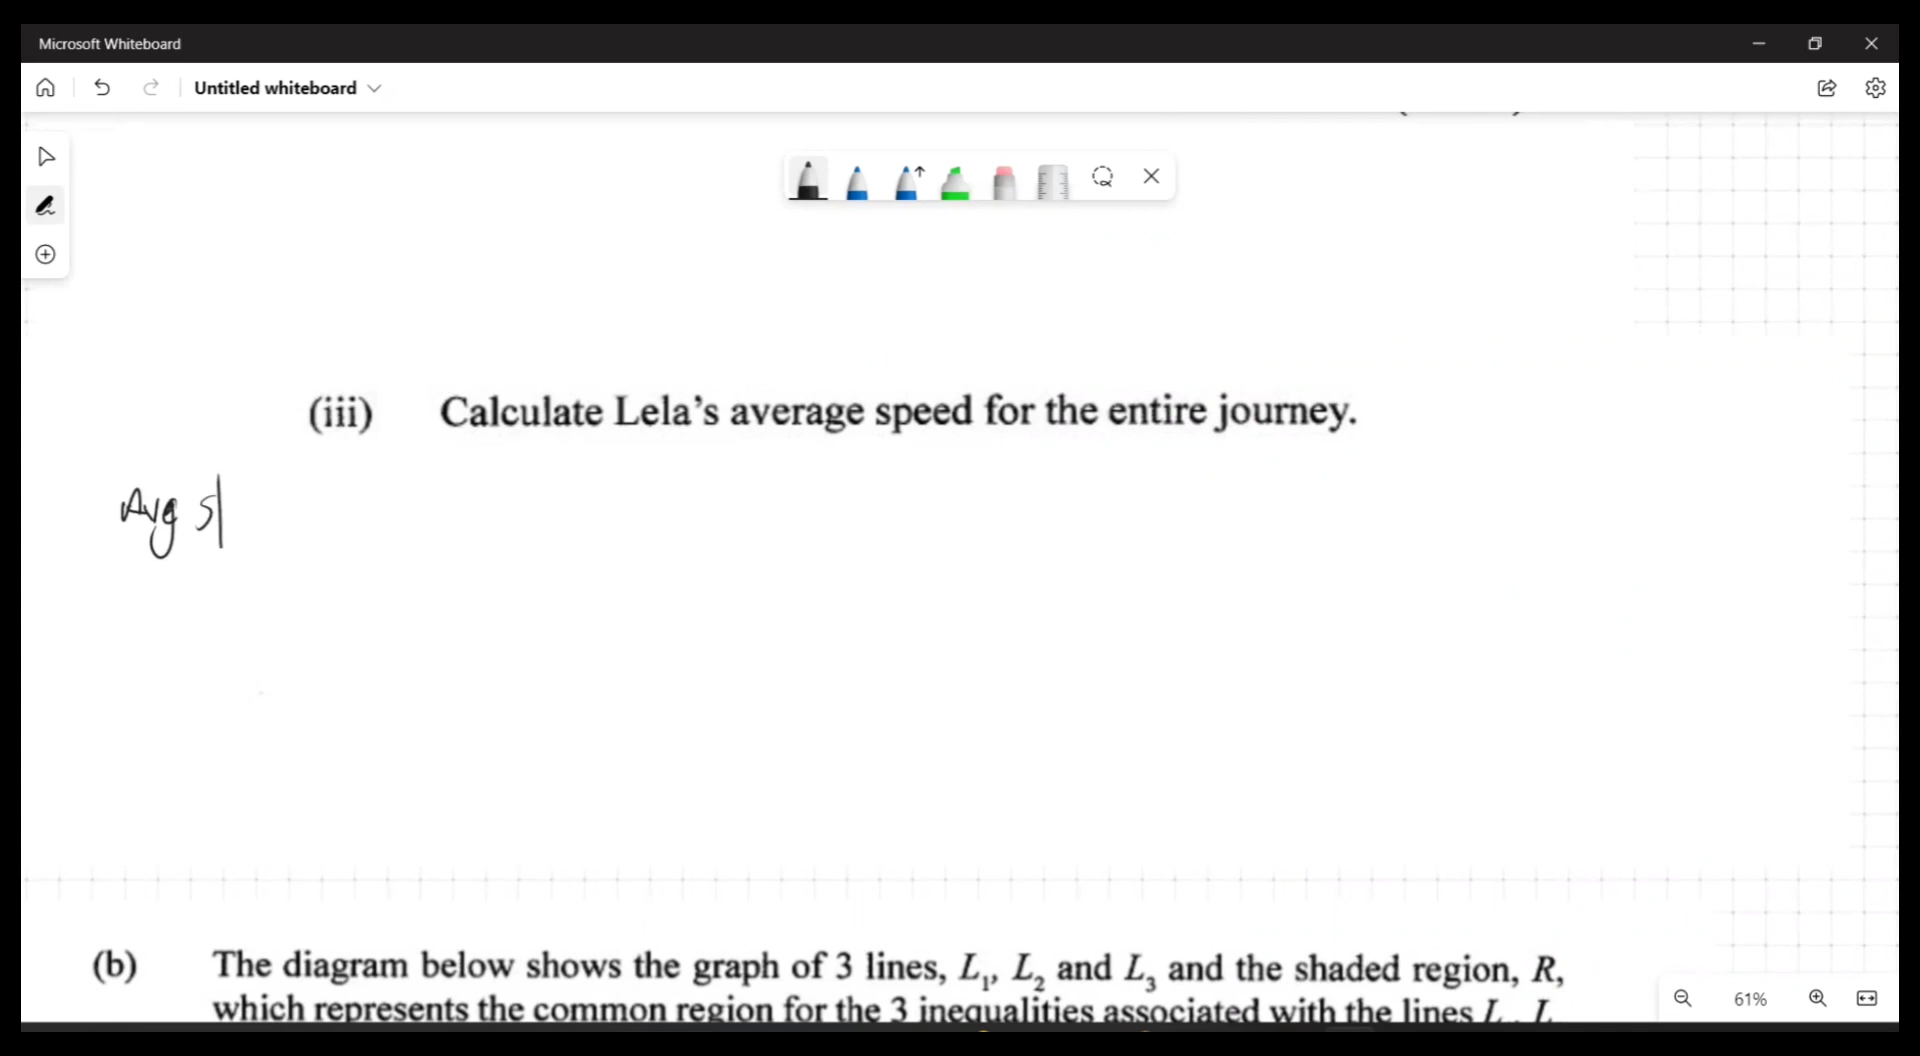 Microsoft Whiteboard
Untitled whiteboard
(iii) Calculate Lela's average speed for the entire journey.
Avg s
(b) The diagram below shows the graph of 3 lines, L₁, L₂ and L₃ and the shaded region, R,
which represents the common region for the 3 inequalities associated with the lines L
61%